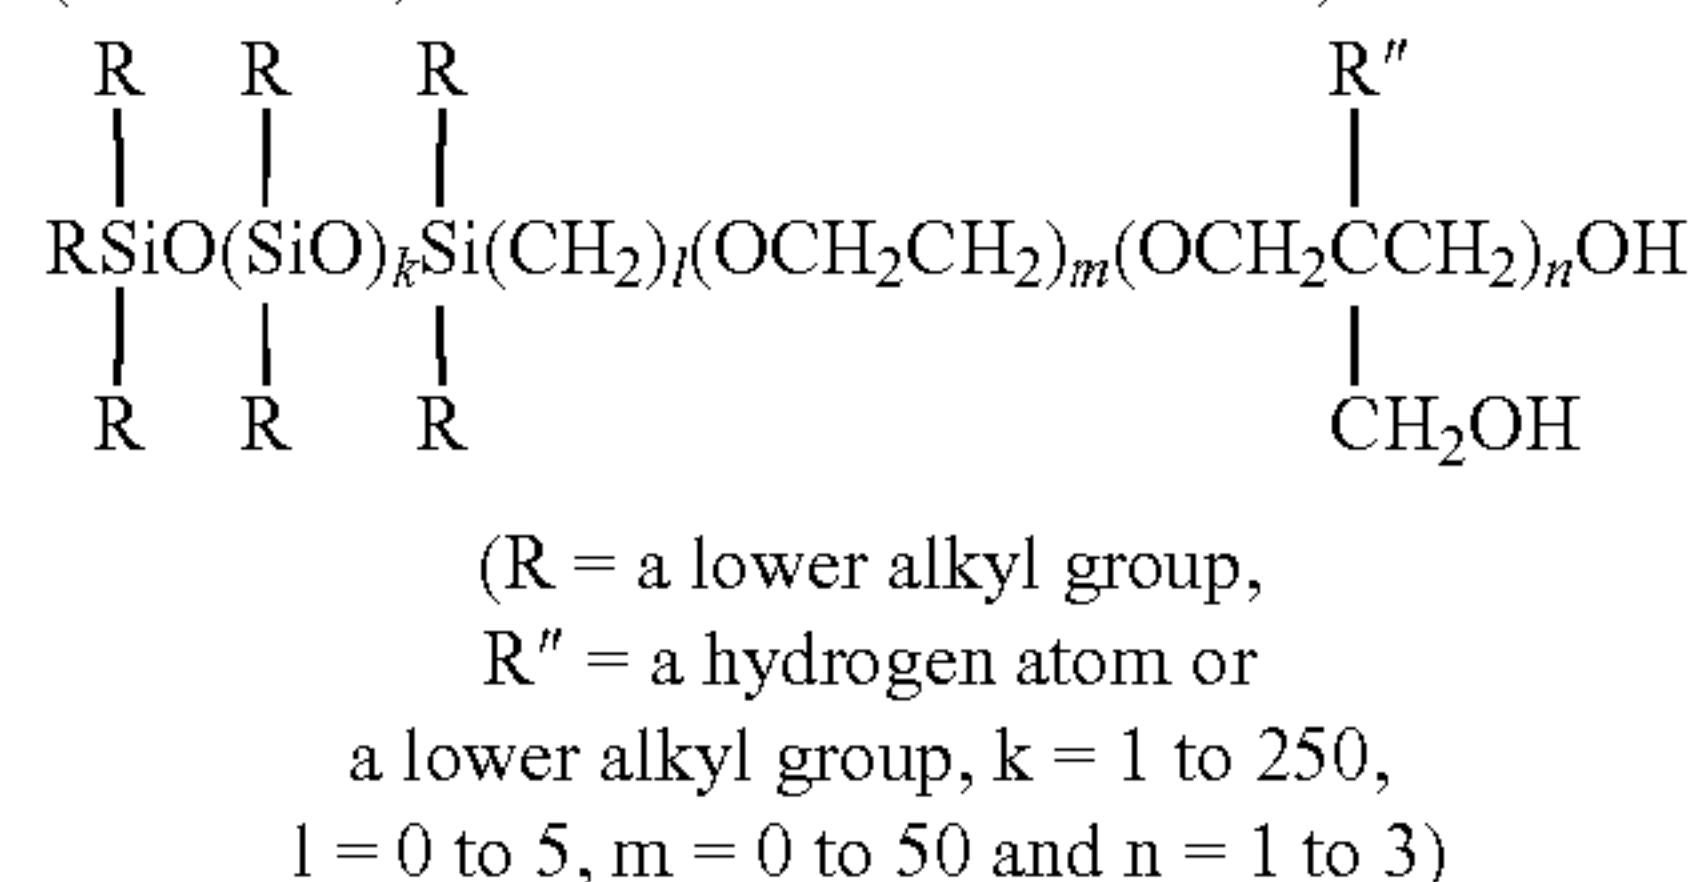 R R R R″
RSiO(SiO)kSi(CH2)l(OCH2CH2)m(OCH2CCH2)nOH
R R R CH2OH
(R = a lower alkyl group,
R″ = a hydrogen atom or
a lower alkyl group, k = 1 to 250,
l = 0 to 5, m = 0 to 50 and n = 1 to 3)